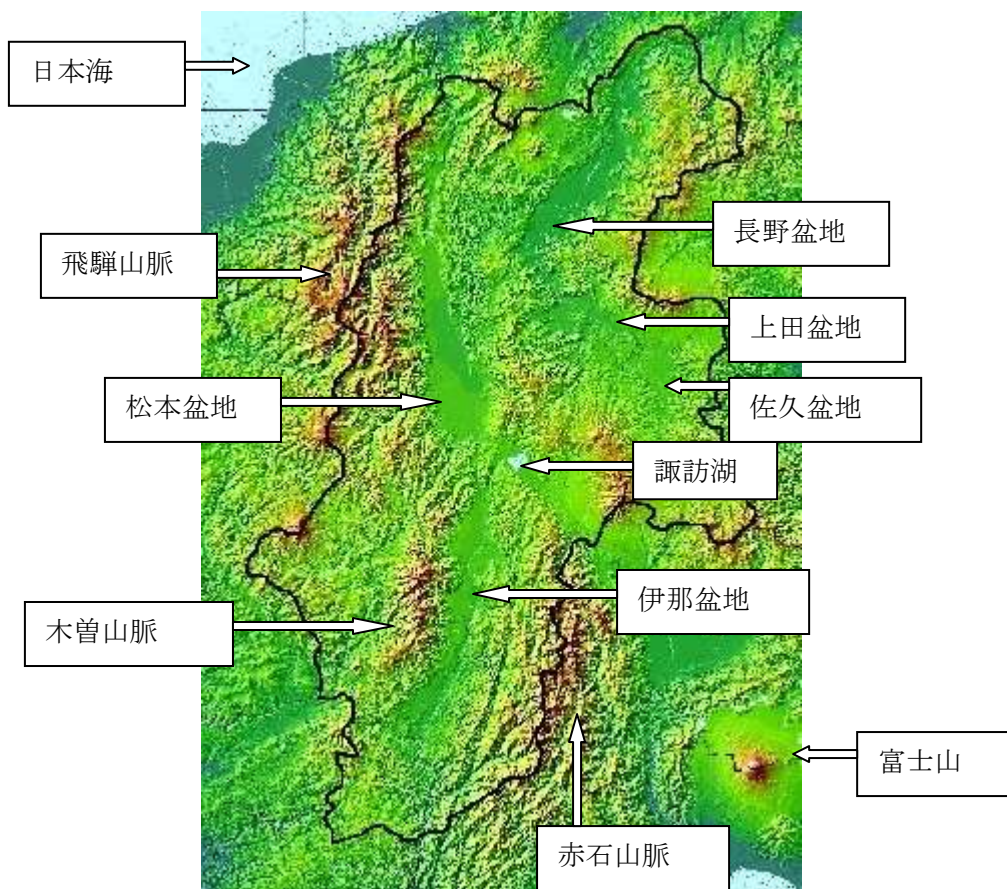 日本海
長野盆地
飛騨山脈
上田盆地
松本盆地
佐久盆地
諏訪湖
伊那盆地
木曽山脈
富士山
赤石山脈